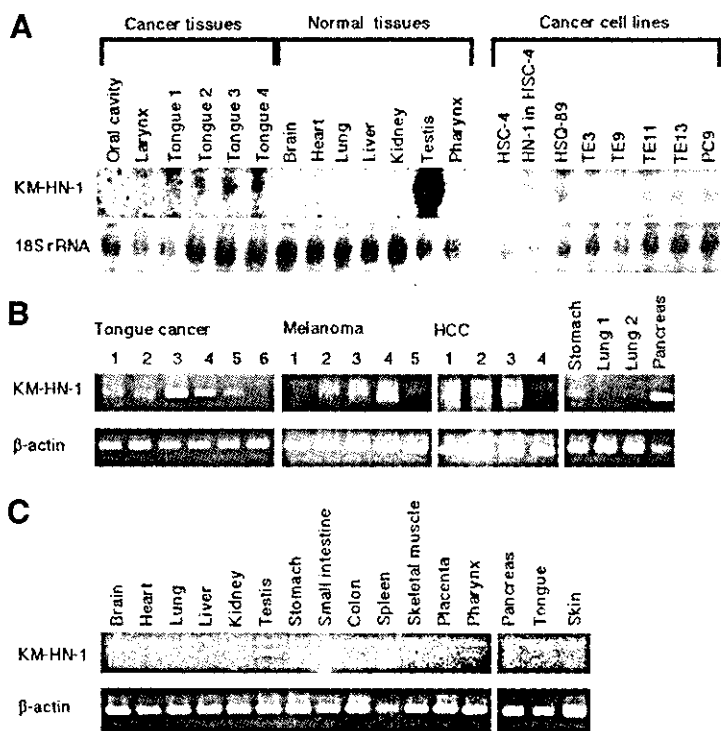 A
Cancer tissues Normal tissues Cancer cell lines
Oral cavity Larynx Tongue 1 Tongue 2 Tongue 3 Tongue 4 Brain Heart Lung Liver Kidney Testis Pharynx HSC-4 HN-1 in HSC-4 HSQ-89 TE3 TE9 TE11 TE13 PC9
KM-HN-1
18S rRNA
B
Tongue cancer Melanoma HCC Stomach Lung 1 Lung 2 Pancreas
1 2 3 4 5 6 1 2 3 4 5 1 2 3 4
KM-HN-1
β-actin
C
Brain Heart Lung Liver Kidney Testis Stomach Small intestine Colon Spleen Skeletal muscle Placenta Pharynx Pancreas Tongue Skin
KM-HN-1
β-actin